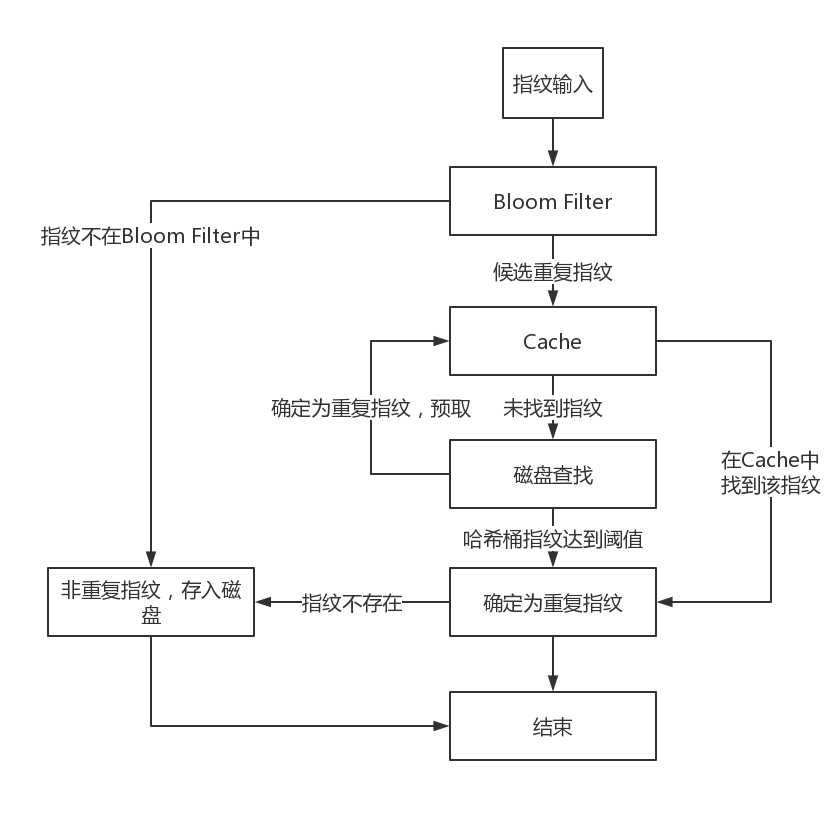 指纹输入
Bloom Filter
指纹不在Bloom Filter中
候选重复指纹
Cache
确定为重复指纹，预取
未找到指纹
在Cache中
找到该指纹
磁盘查找
哈希桶指纹达到阈值
非重复指纹，存入磁
盘
指纹不存在
确定为重复指纹
结束